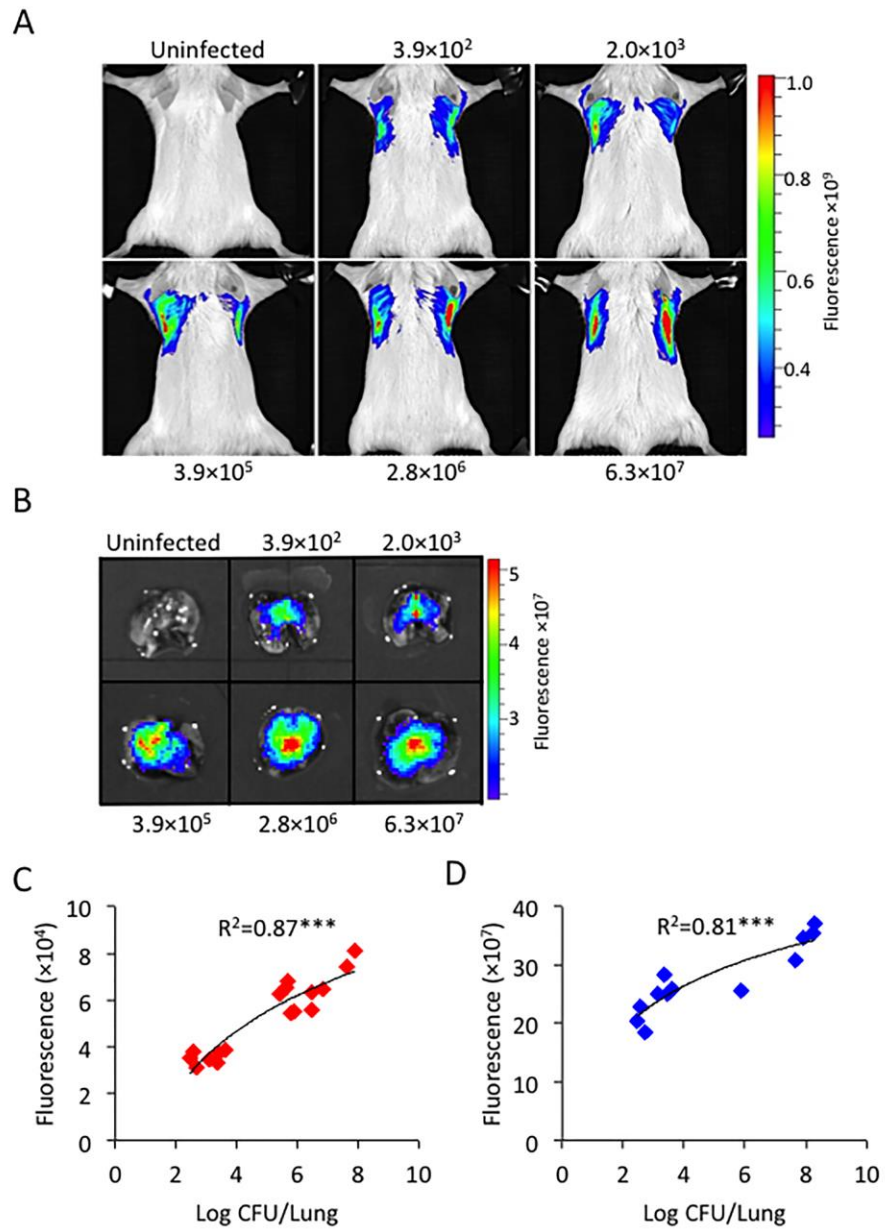 A
Uninfected 3.9×10² 2.0×10³
1.0
0.8
0.6
0.4
Fluorescence ×10⁹
3.9×10⁵ 2.8×10⁶ 6.3×10⁷
B
Uninfected 3.9×10² 2.0×10³
5
4
3
Fluorescence ×10⁷
3.9×10⁵ 2.8×10⁶ 6.3×10⁷
C
R²=0.87***
Fluorescence (×10⁴)
10
8
6
4
2
0
0 2 4 6 8 10
Log CFU/Lung
D
R²=0.81***
Fluorescence (×10⁷)
40
30
20
10
0
0 2 4 6 8 10
Log CFU/Lung